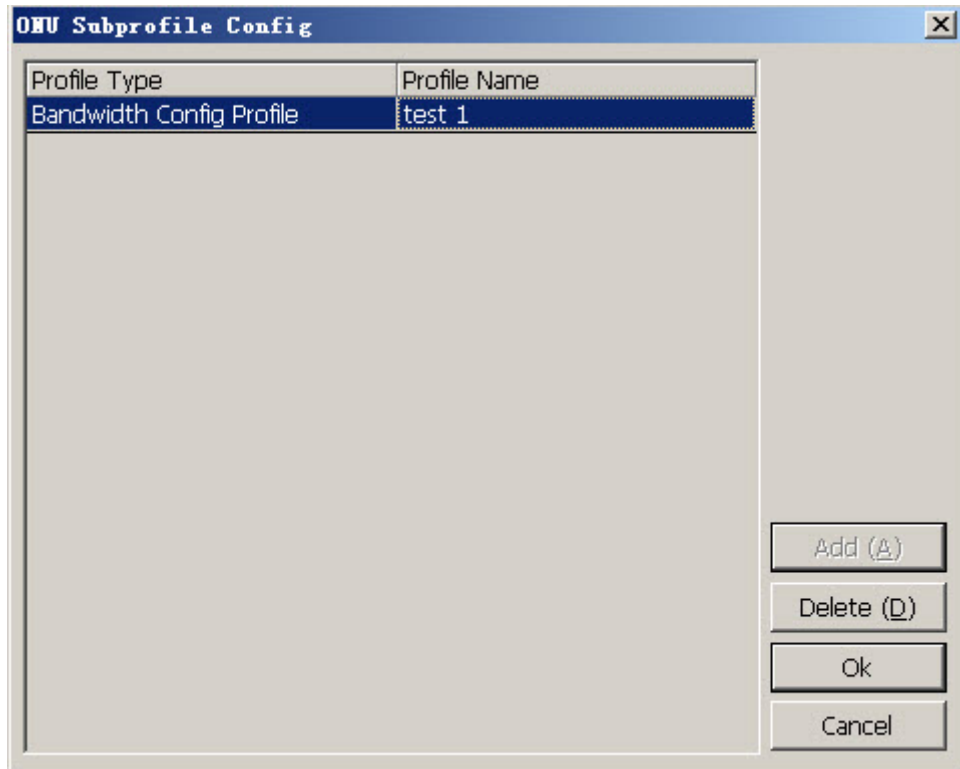 ONU Subprofile Config
Profile Type Profile Name
Bandwidth Config Profile test 1
Add (A)
Delete (D)
Ok
Cancel